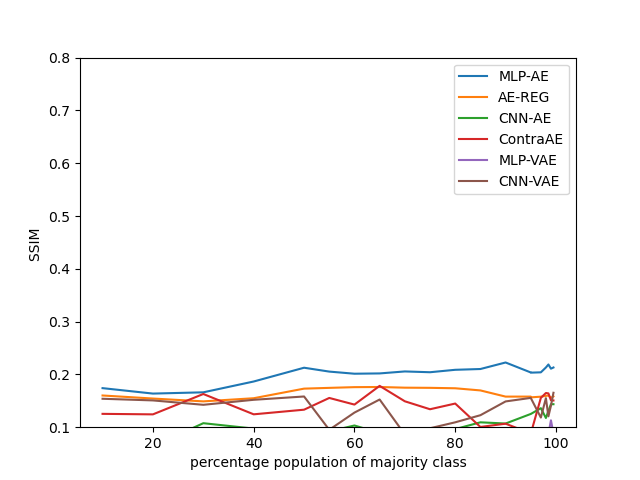 0.8
0.7
0.6
0.5
0.4
0.3
0.2
0.1
SSIM
MLP-AE
AE-REG
CNN-AE
ContraAE
MLP-VAE
CNN-VAE
20 40 60 80 100
percentage population of majority class